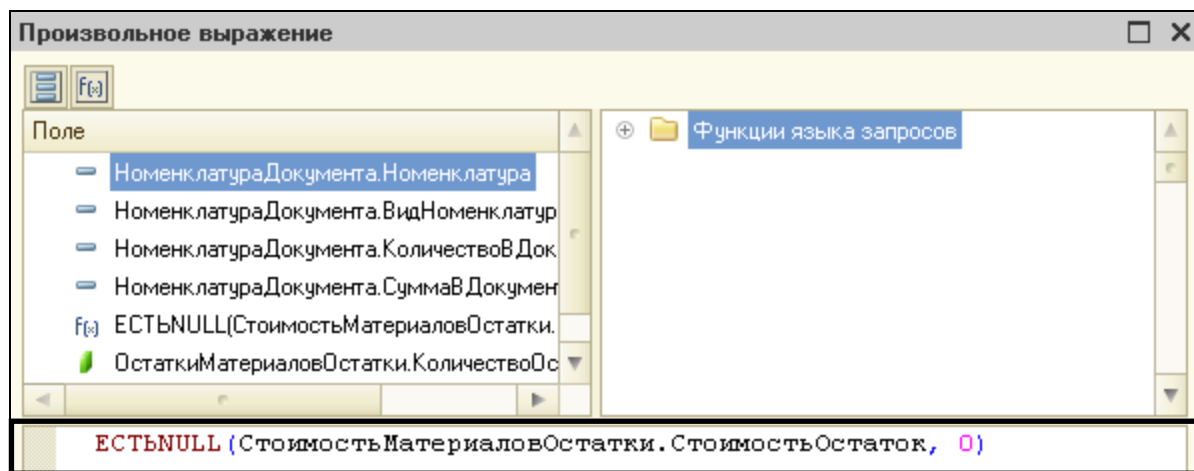 Произвольное выражение
f(x)
Поле
НоменклатураДокумента.Номенклатура
НоменклатураДокумента.ВидНоменклатур
НоменклатураДокумента.КоличествоВДок
НоменклатураДокумента.СуммаВДокумен
f(x) ЕСТЬNULL(СтоимостьМатериаловОстатки.
ОстаткиМатериаловОстатки.КоличествоОс
Функции языка запросов
ЕСТЬNULL(СтоимостьМатериаловОстатки.СтоимостьОстаток, 0)